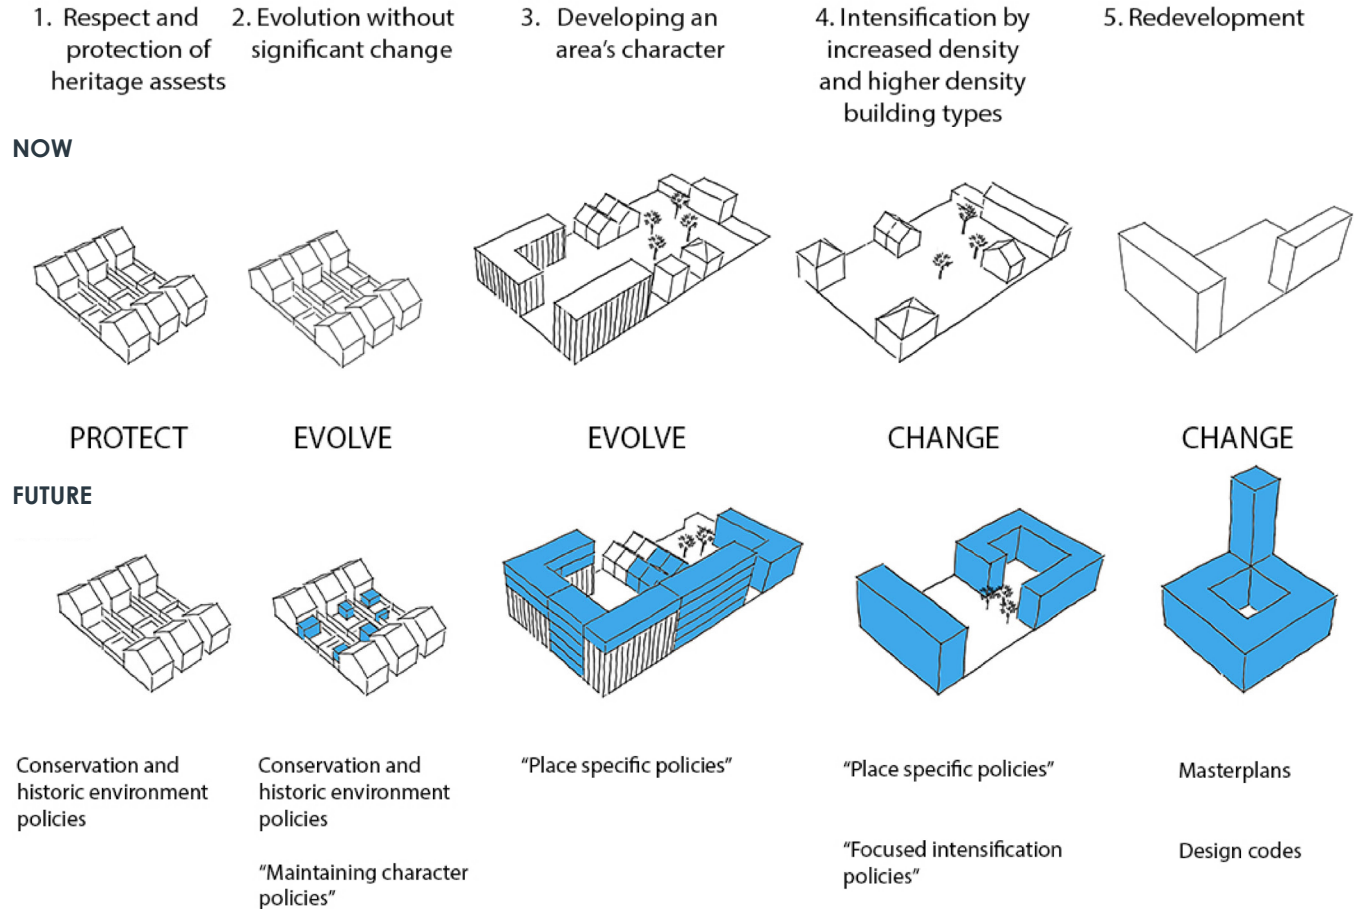 1. Respect and
protection of
heritage assests
2. Evolution without
significant change
3. Developing an
area's character
4. Intensification by
increased density
and higher density
building types
5. Redevelopment
NOW
PROTECT
EVOLVE
EVOLVE
CHANGE
CHANGE
FUTURE
Conservation and
historic environment
policies
Conservation and
historic environment
policies
"Maintaining character
policies"
"Place specific policies"
"Place specific policies"
"Focused intensification
policies"
Masterplans
Design codes